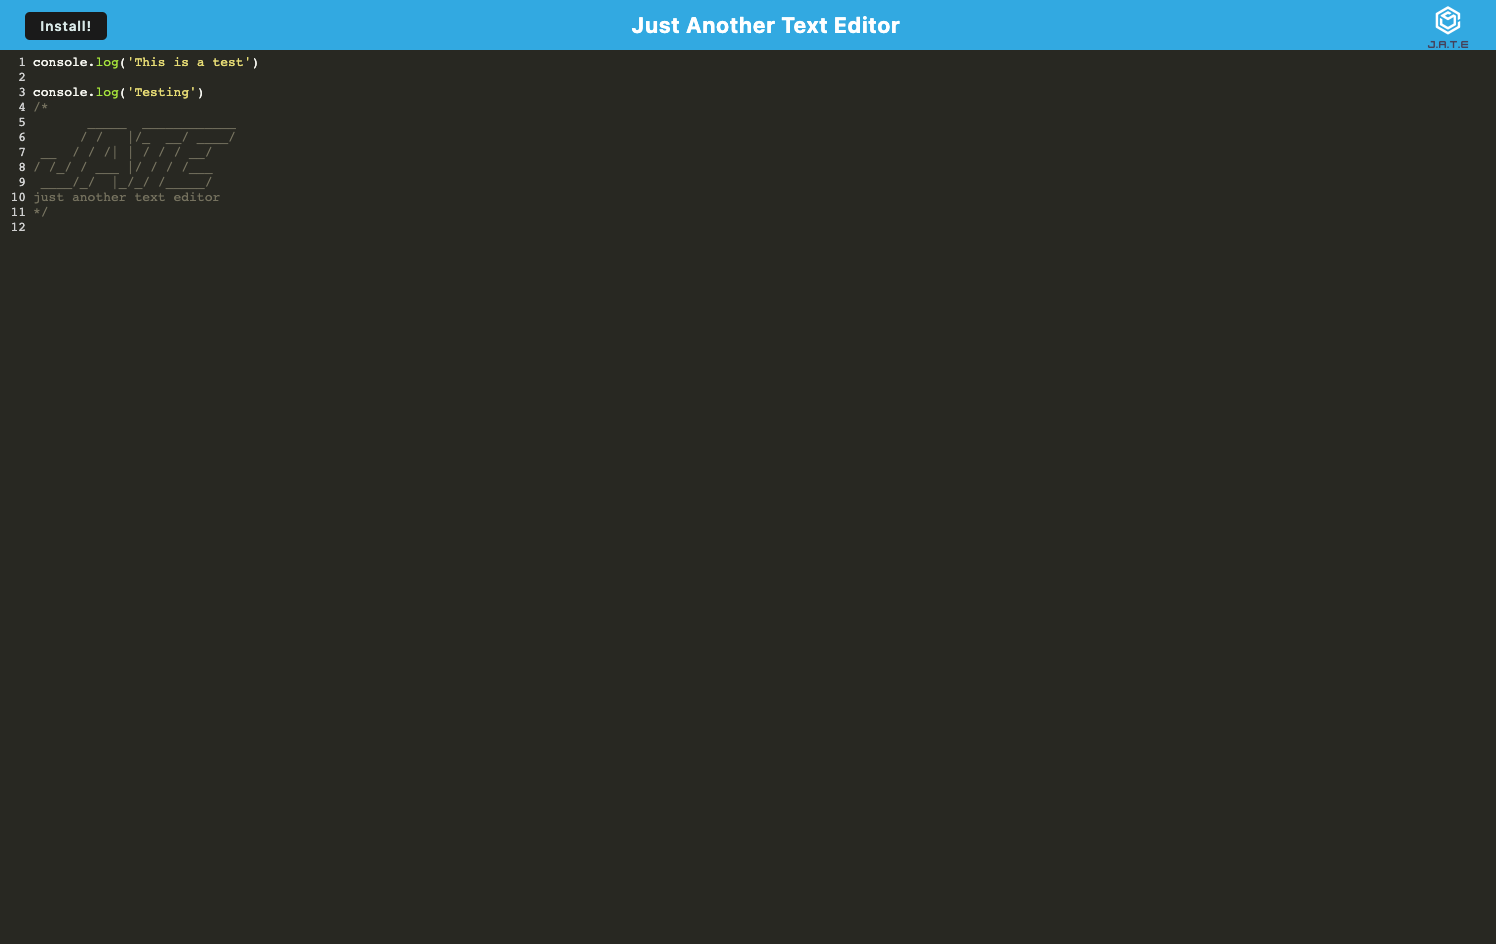 Install!
Just Another Text Editor
J.A.T.E
1 console.log('This is a test')
2
3 console.log('Testing')
4 /*
5        _____  ____________
6       / /   |/_  __/ ____/
7  __  / / /| | / / / __/
8 / /_/ / ___ |/ / / /___
9  ____/_/  |_/_/ /_____/
10 just another text editor
11 */
12